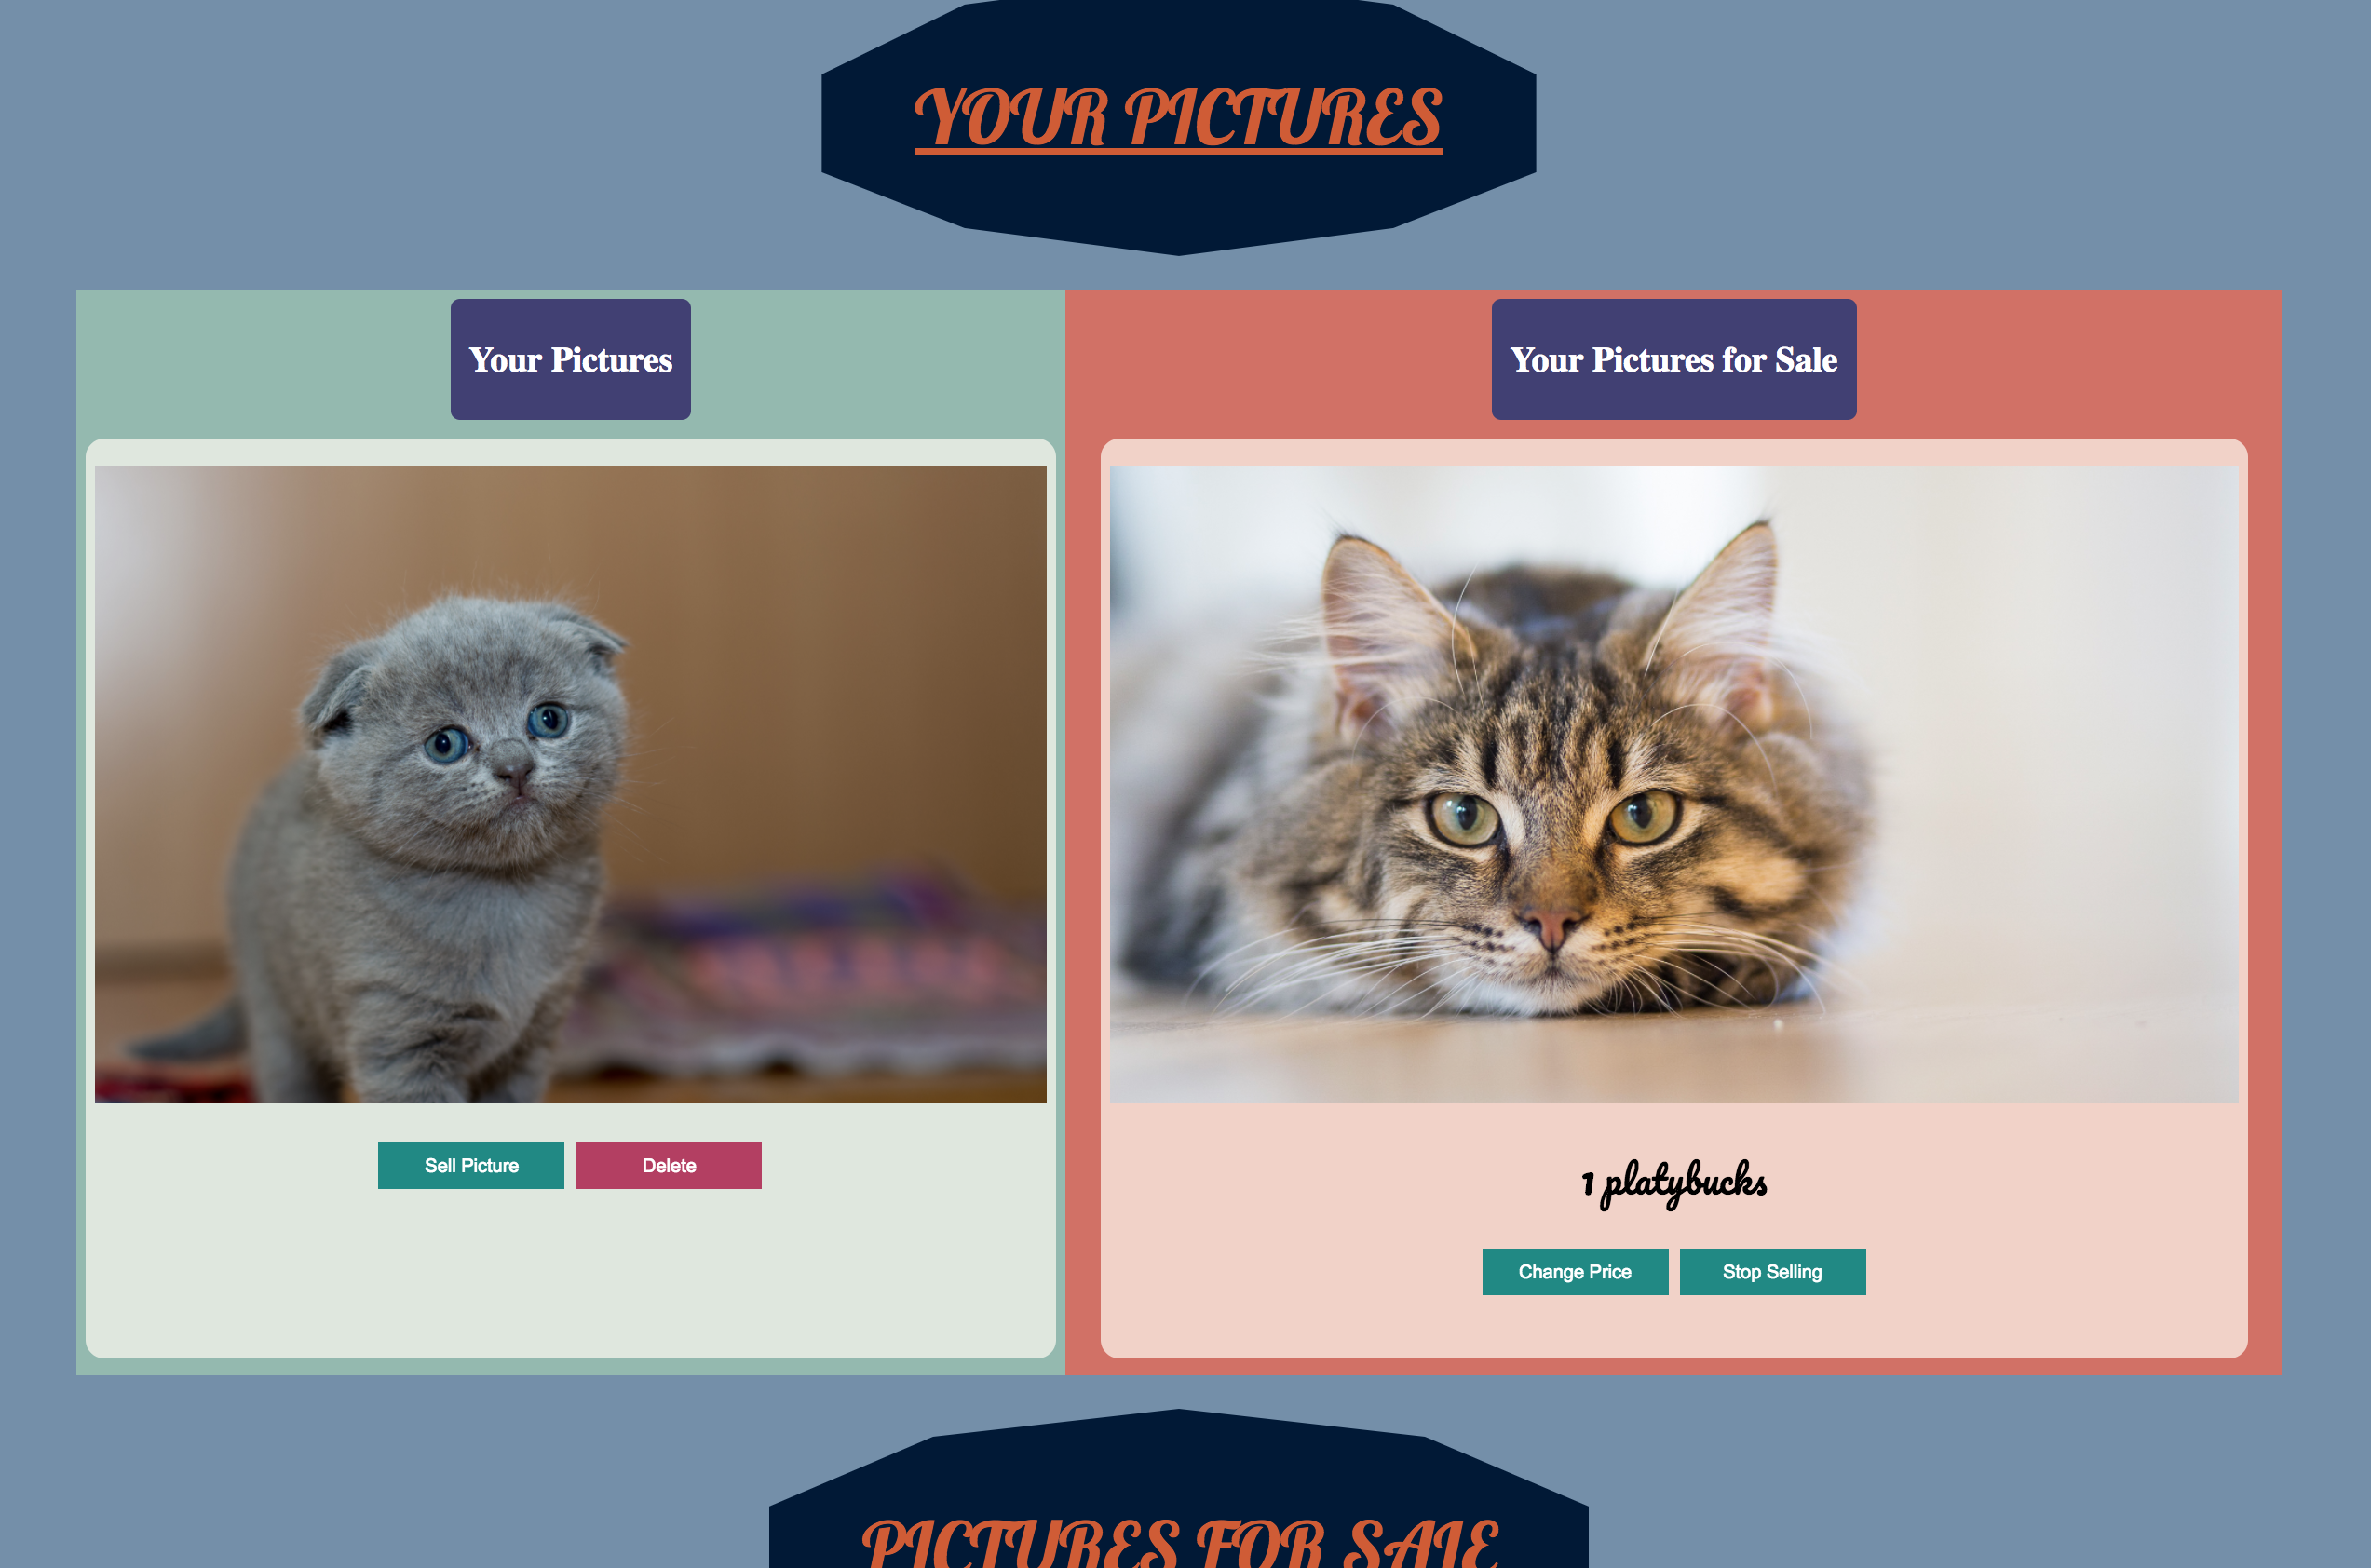 YOUR PICTURES
Your Pictures
Your Pictures for Sale
Sell Picture
Delete
1 platybucks
Change Price
Stop Selling
PICTURES FOR SALE